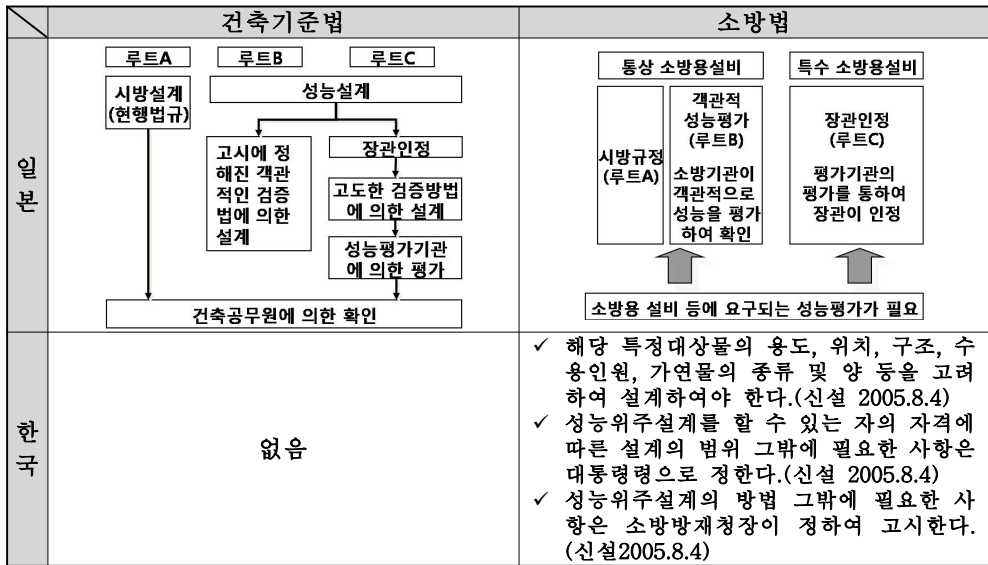 건축기준법
소방법
일본
루트A
루트B
루트C
시방설계
(현행법규)
성능설계
고시에 정
해진 객관
적인 검증
법에 의한
설계
장관인정
고도한 검증방법
에 의한 설계
성능평가기관
에 의한 평가
건축공무원에 의한 확인
통상 소방용설비
특수 소방용설비
시방규정
(루트A)
객관적
성능평가
(루트B)
소방기관이
객관적으로
성능을 평가
하여 확인
장관인정
(루트C)
평가기관의
평가를 통하여
장관이 인정
소방용 설비 등에 요구되는 성능평가가 필요
한국
없음
✓ 해당 특정대상물의 용도, 위치, 구조, 수
용인원, 가연물의 종류 및 양 등을 고려
하여 설계하여야 한다.(신설 2005.8.4)
✓ 성능위주설계를 할 수 있는 자의 자격에
따른 설계의 범위 그밖에 필요한 사항은
대통령령으로 정한다.(신설 2005.8.4)
✓ 성능위주설계의 방법 그밖에 필요한 사
항은 소방방재청장이 정하여 고시한다.
(신설2005.8.4)